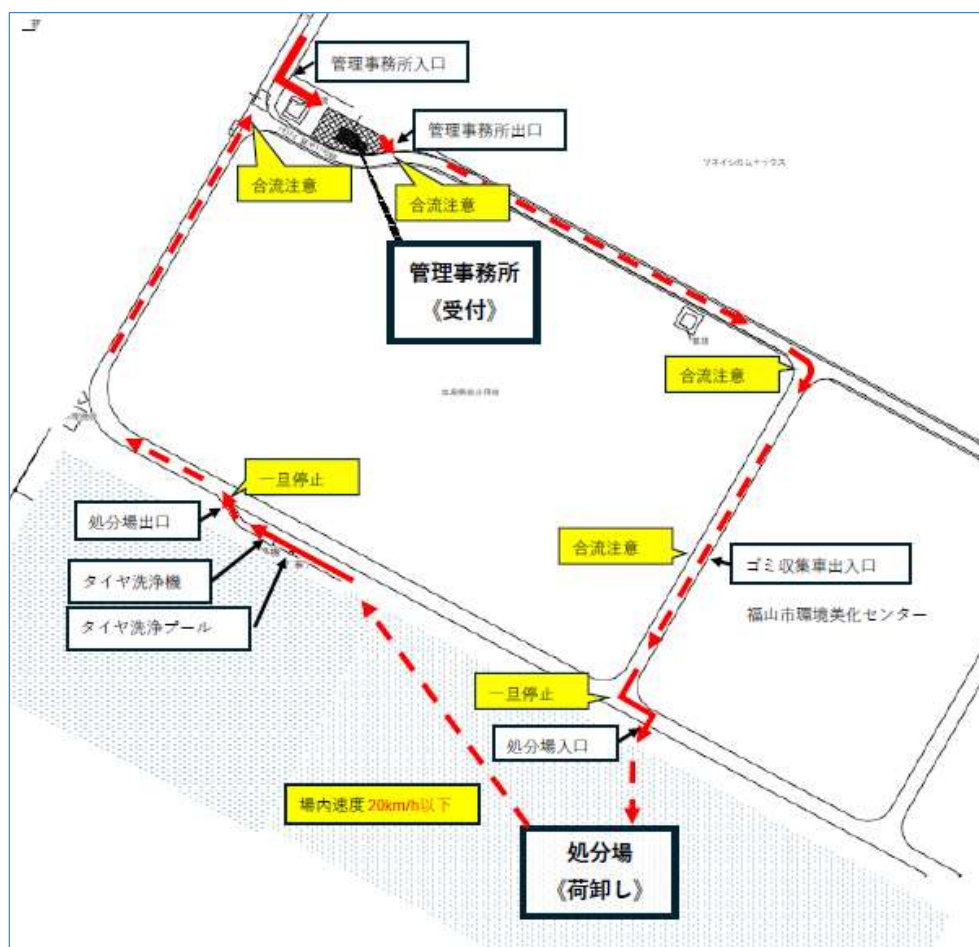 管理事務所入口
管理事務所出口
合流注意
合流注意
管理事務所
《受付》
合流注意
一旦停止
処分場出口
合流注意
ゴミ収集車出入口
タイヤ洗浄機
福山市環境美化センター
タイヤ洗浄プール
一旦停止
処分場入口
場内速度 20km/h以下
処分場
《荷卸し》